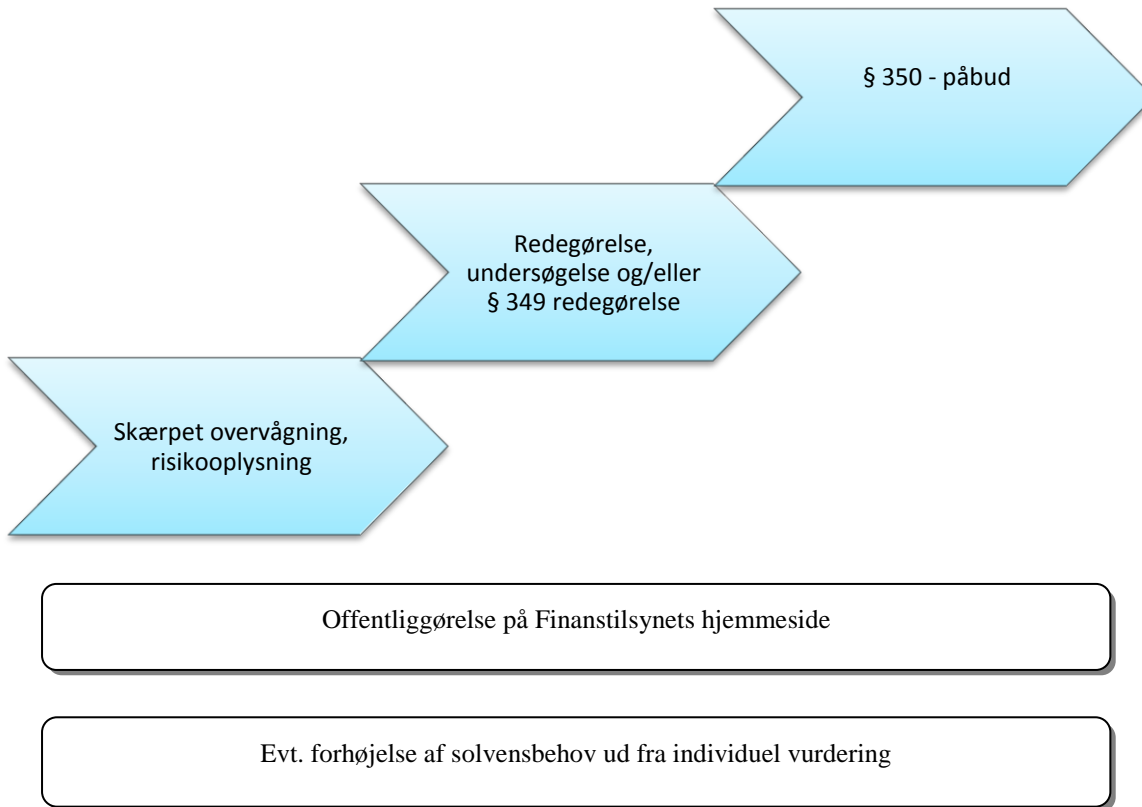 § 350 - påbud
Redegørelse,
undersøgelse og/eller
§ 349 redegørelse
Skærpet overvågning,
risikooplysning
Offentliggørelse på Finanstilsynets hjemmeside
Evt. forhøjelse af solvensbehov ud fra individuel vurdering